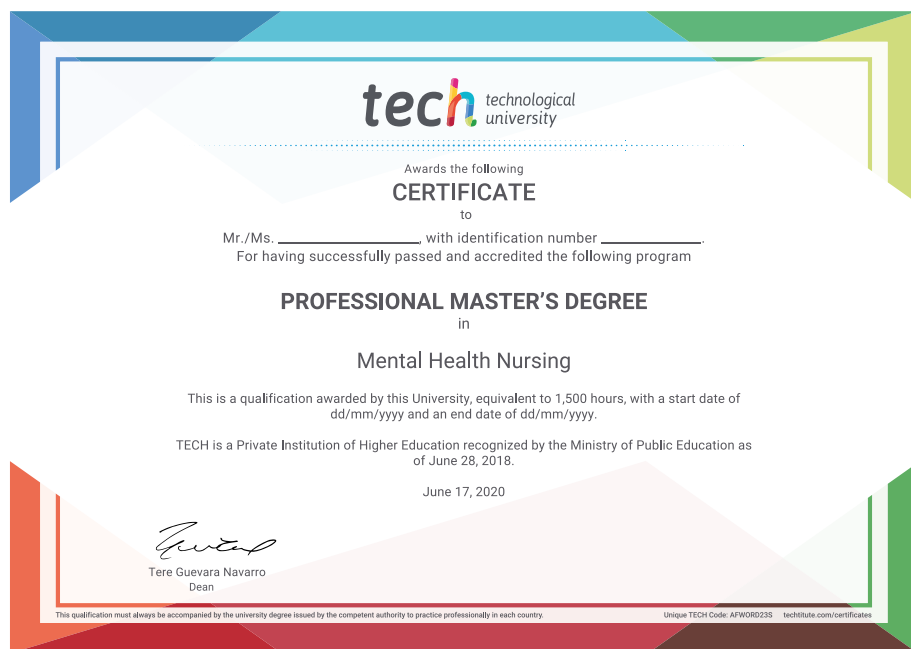 tech technological
university
Awards the following
CERTIFICATE
to
Mr./Ms. ____________________, with identification number ______________.
For having successfully passed and accredited the following program
PROFESSIONAL MASTER'S DEGREE
in
Mental Health Nursing
This is a qualification awarded by this University, equivalent to 1,500 hours, with a start date of
dd/mm/yyyy and an end date of dd/mm/yyyy.
TECH is a Private Institution of Higher Education recognized by the Ministry of Public Education as
of June 28, 2018.
June 17, 2020
Tere Guevara Navarro
Dean
This qualification must always be accompanied by the university degree issued by the competent authority to practice professionally in each country. Unique TECH Code: AFWORD23S techtitute.com/certificates